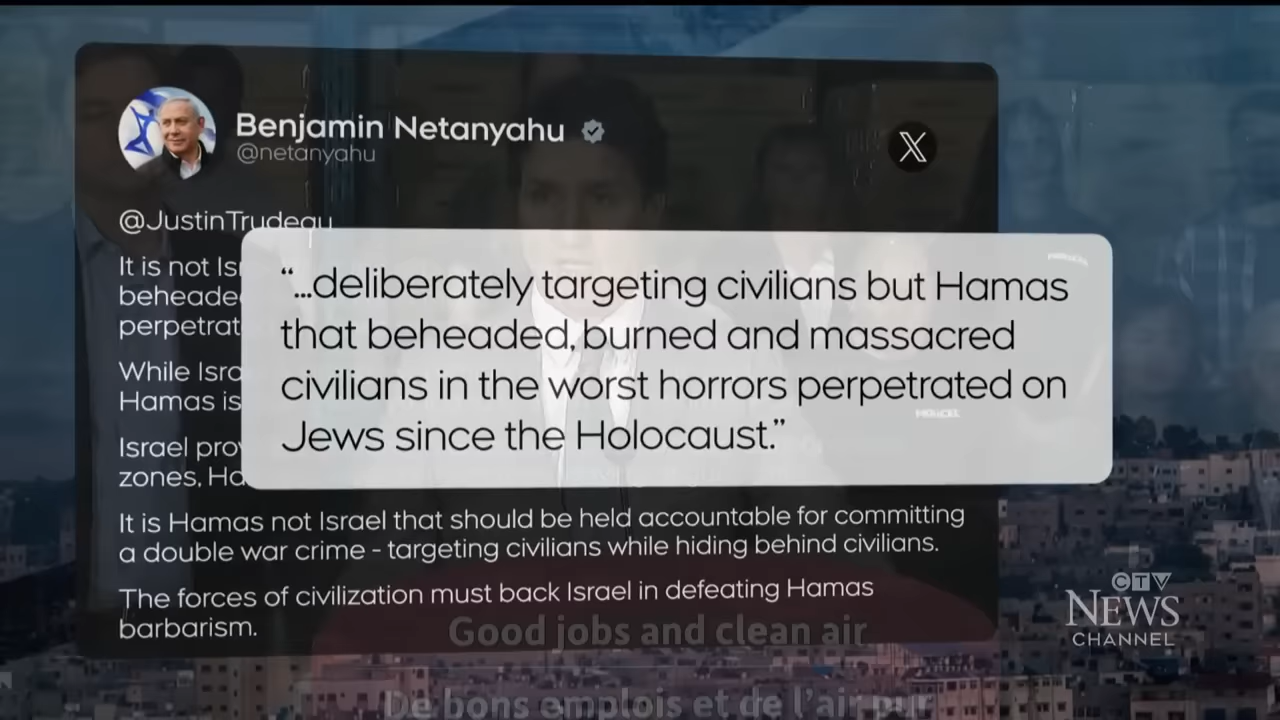 Benjamin Netanyahu
@netanyahu
@JustinTrudeau
It is not Isr
beheade
perpetrat
While Isra
Hamas is
Israel pro
zones, Ha
“...deliberately targeting civilians but Hamas
that beheaded, burned and massacred
civilians in the worst horrors perpetrated on
Jews since the Holocaust.”
It is Hamas not Israel that should be held accountable for committing
a double war crime - targeting civilians while hiding behind civilians.
The forces of civilization must back Israel in defeating Hamas
barbarism.
Good jobs and clean air
De bons emplois et de l'air pur
CTV
NEWS
CHANNEL